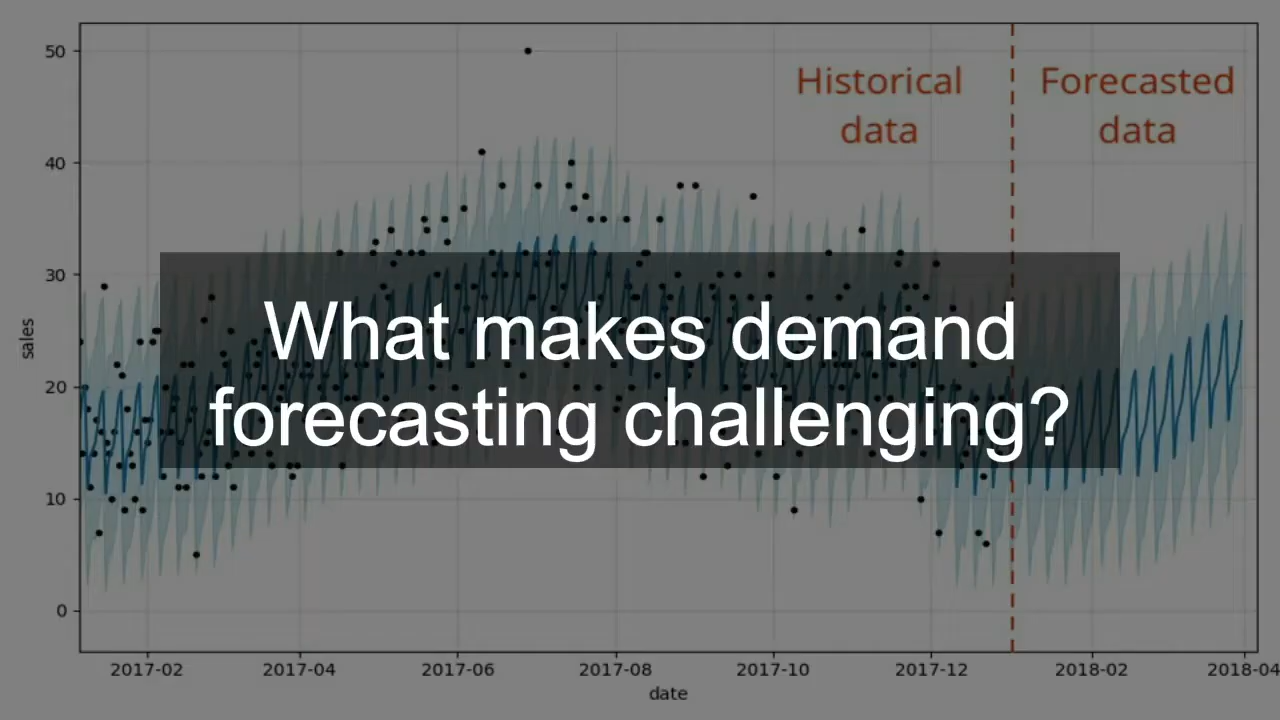 50
Historical
Forecasted
data
data
40
30
What makes demand
sales
20
forecasting challenging?
10
0
2017-02
2017-04
2017-06
2017-08
2017-10
2017-12
2018-02
2018-04
date